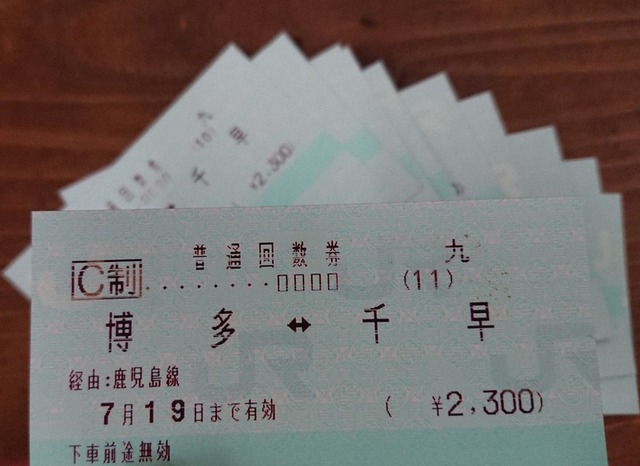 (10) 九
千早
¥2,300)
普通回数券 九
IC制 ・・・・・・・・・□□□□ (11)
博多 ↔ 千早
経由:鹿児島線
7月19日まで有効 ( ¥2,300)
下車前途無効